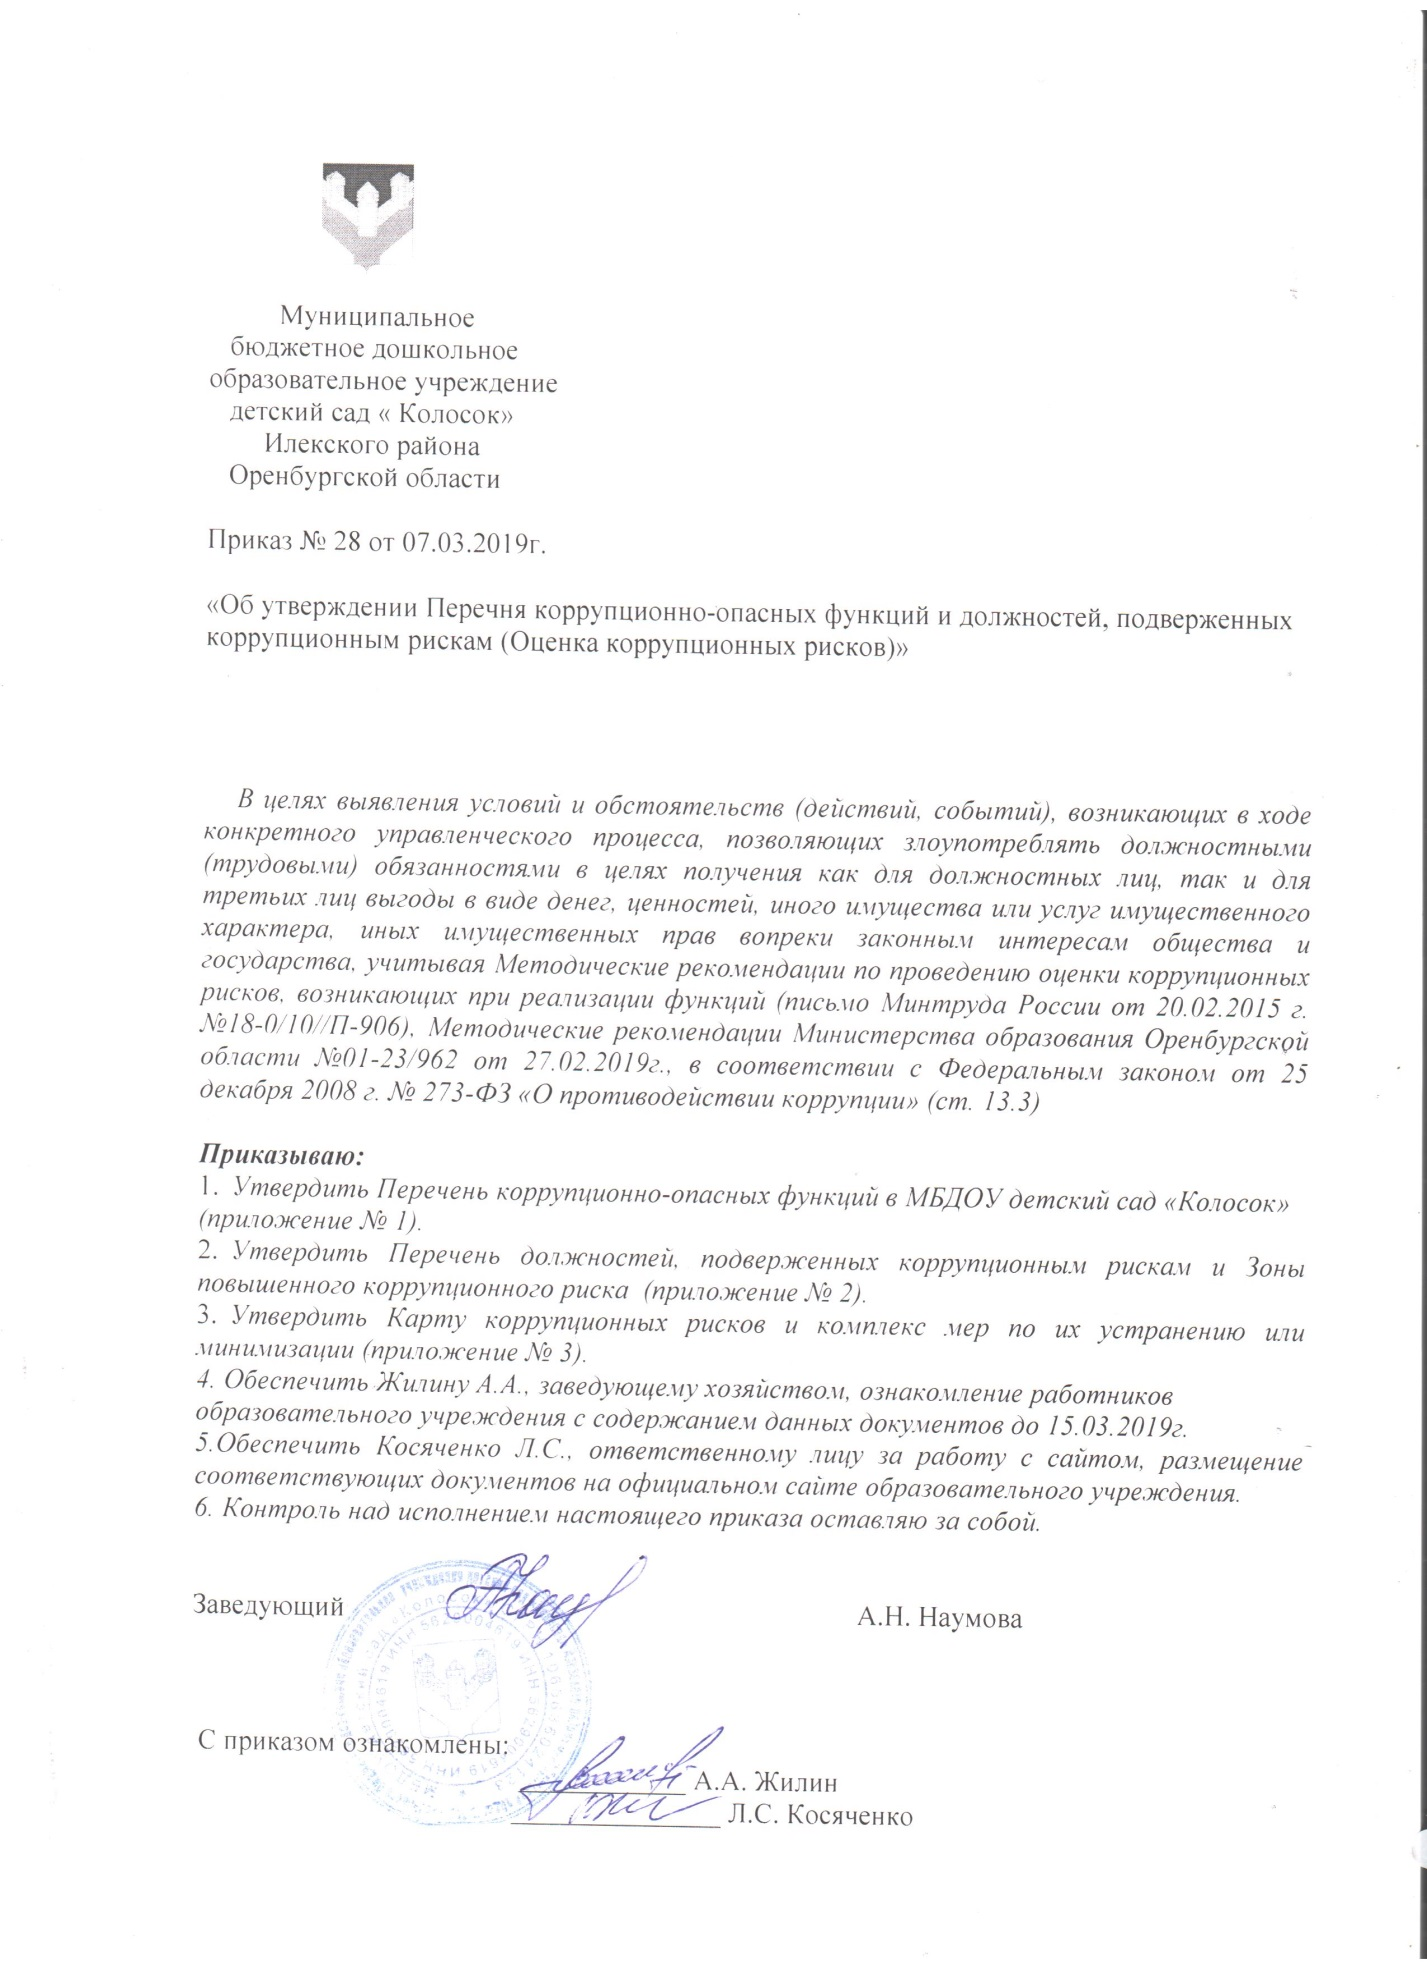 Муниципальное
бюджетное дошкольное
образовательное учреждение
детский сад « Колосок»
Илекского района
Оренбургской области
Приказ № 28 от 07.03.2019г.
«Об утверждении Перечня коррупционно-опасных функций и должностей, подверженных
коррупционным рискам (Оценка коррупционных рисков)»
В целях выявления условий и обстоятельств (действий, событий), возникающих в ходе
конкретного управленческого процесса, позволяющих злоупотреблять должностными
(трудовыми) обязанностями в целях получения как для должностных лиц, так и для
третьих лиц выгоды в виде денег, ценностей, иного имущества или услуг имущественного
характера, иных имущественных прав вопреки законным интересам общества и
государства, учитывая Методические рекомендации по проведению оценки коррупционных
рисков, возникающих при реализации функций (письмо Минтруда России от 20.02.2015 г.
№18-0/10//П-906), Методические рекомендации Министерства образования Оренбургской
области №01-23/962 от 27.02.2019г., в соответствии с Федеральным законом от 25
декабря 2008 г. № 273-ФЗ «О противодействии коррупции» (ст. 13.3)
Приказываю:
1. Утвердить Перечень коррупционно-опасных функций в МБДОУ детский сад «Колосок»
(приложение № 1).
2. Утвердить Перечень должностей, подверженных коррупционным рискам и Зоны
повышенного коррупционного риска (приложение № 2).
3. Утвердить Карту коррупционных рисков и комплекс мер по их устранению или
минимизации (приложение № 3).
4. Обеспечить Жилину А.А., заведующему хозяйством, ознакомление работников
образовательного учреждения с содержанием данных документов до 15.03.2019г.
5.Обеспечить Косяченко Л.С., ответственному лицу за работу с сайтом, размещение
соответствующих документов на официальном сайте образовательного учреждения.
6. Контроль над исполнением настоящего приказа оставляю за собой.
Заведующий А.Н. Наумова
С приказом ознакомлены:
А.А. Жилин
Л.С. Косяченко